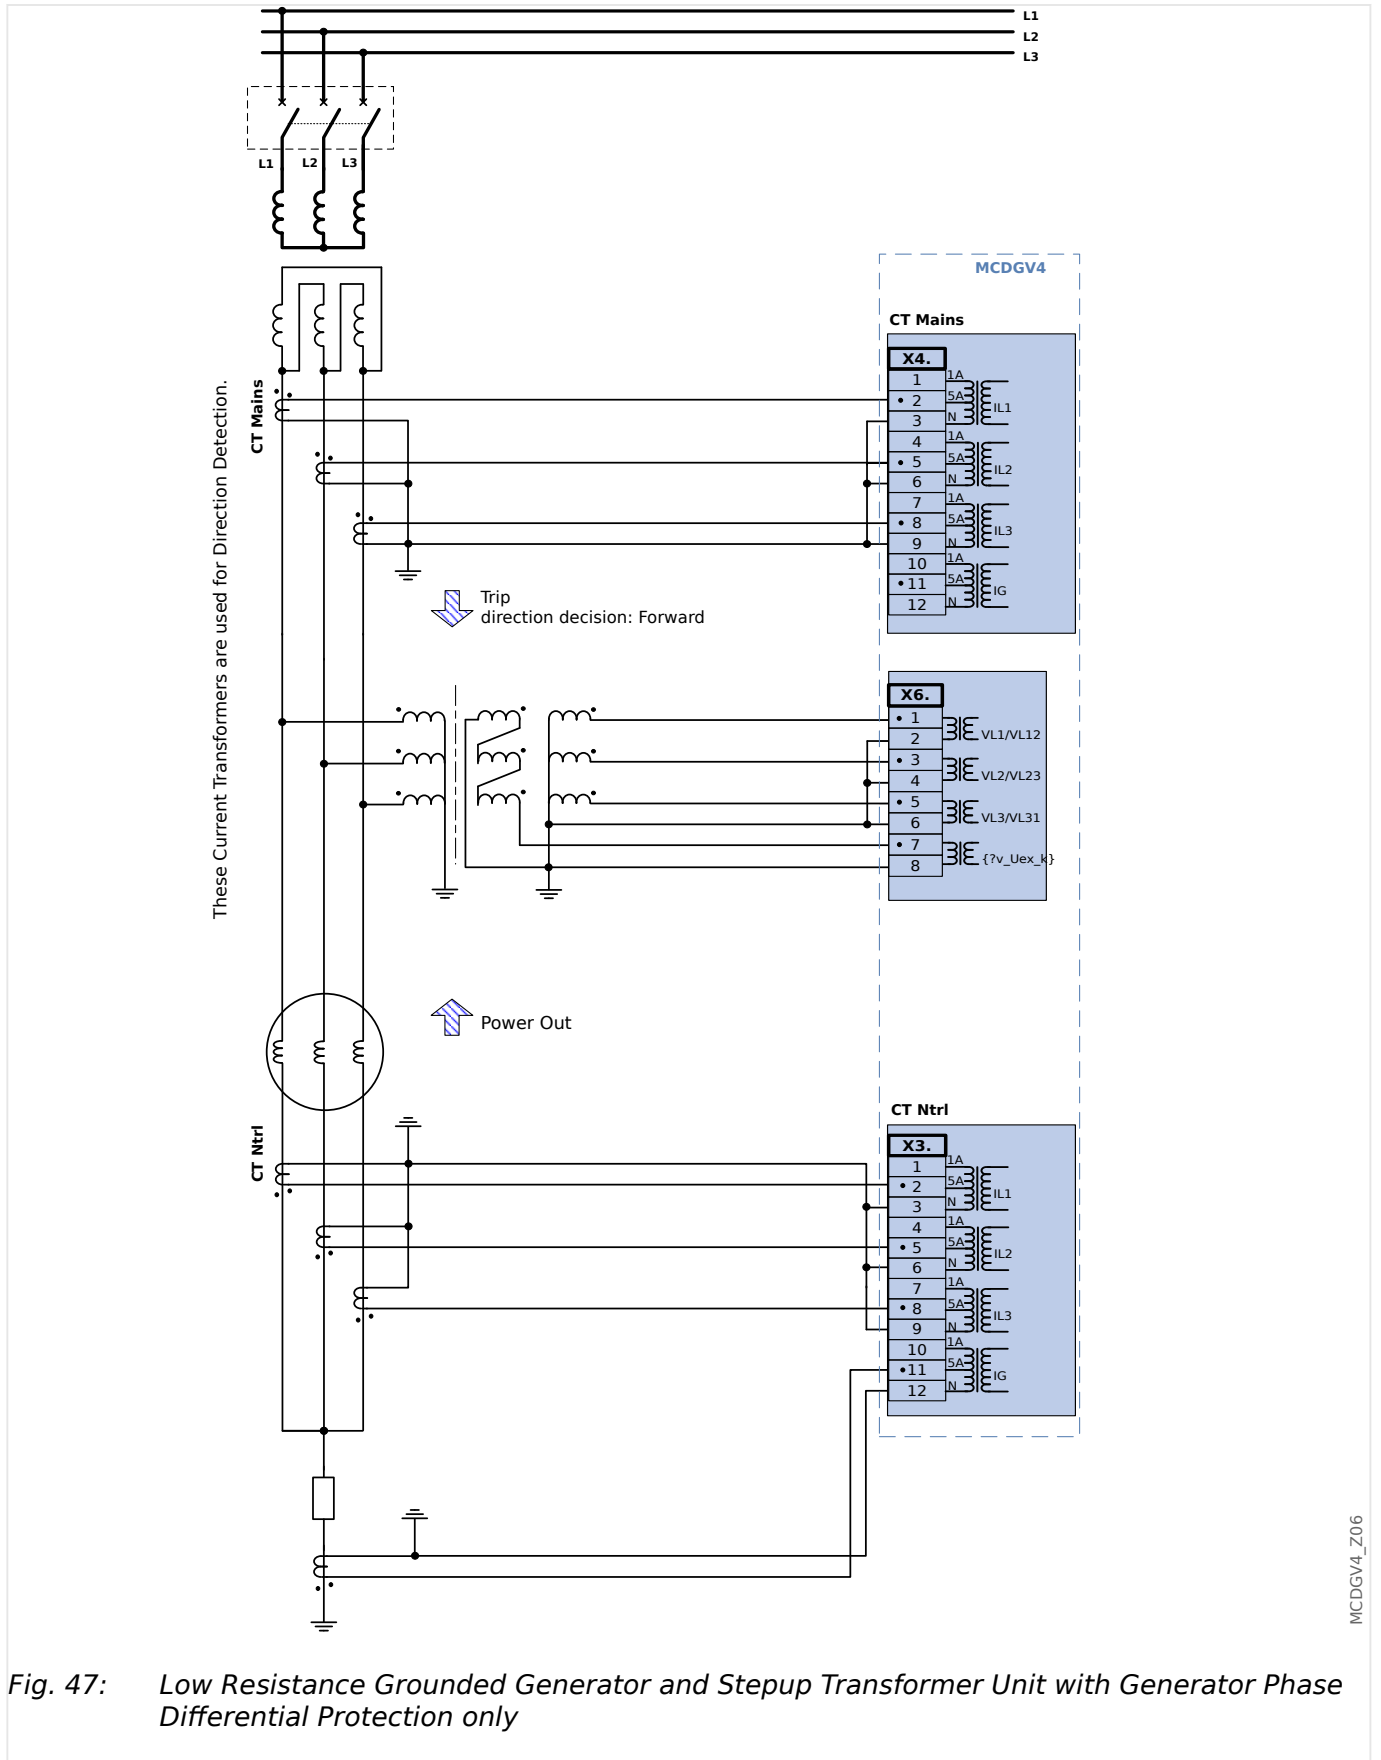 L1
L2
L3
L1 L2 L3
MCDGV4
CT Mains
X4.
1 1A
2 5A IL1
3 N
4 1A
5 5A IL2
6 N
7 1A
8 5A IL3
9 N
10 1A
11 5A IG
12 N
CT Mains
These Current Transformers are used for Direction Detection.
Trip
direction decision: Forward
X6.
1
2 VL1/VL12
3
4 VL2/VL23
5
6 VL3/VL31
7
8 {?v_Uex_k}
Power Out
CT Ntrl
CT Ntrl
X3.
1 1A
2 5A IL1
3 N
4 1A
5 5A IL2
6 N
7 1A
8 5A IL3
9 N
10 1A
11 5A IG
12 N
MCDGV4_Z06
Fig. 47: Low Resistance Grounded Generator and Stepup Transformer Unit with Generator Phase
Differential Protection only